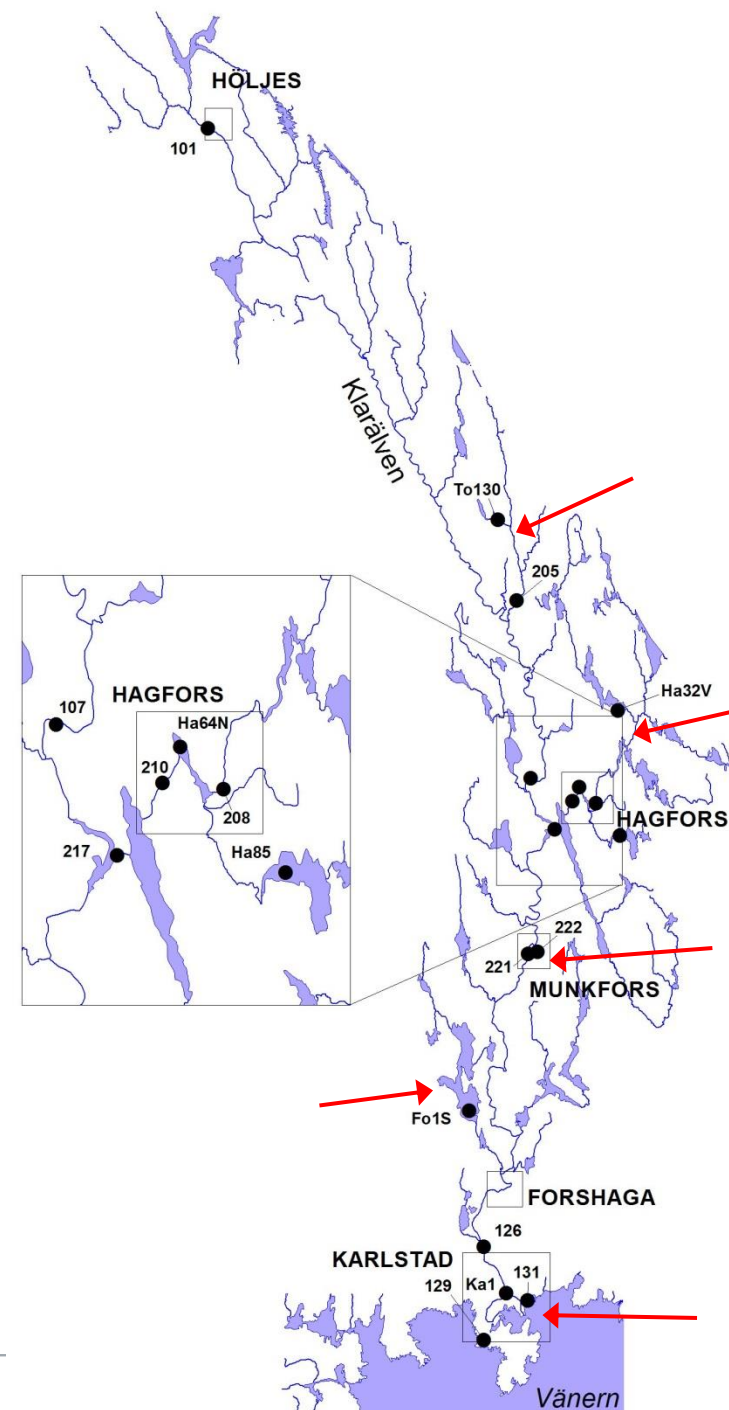 HÖLJES
101
Klarälven
To130
205
Ha32V
107
HAGFORS
Ha64N
210
208
217
Ha85
HAGFORS
222
221
MUNKFORS
Fo1S
FORSHAGA
126
KARLSTAD
Ka1
131
129
Vänern